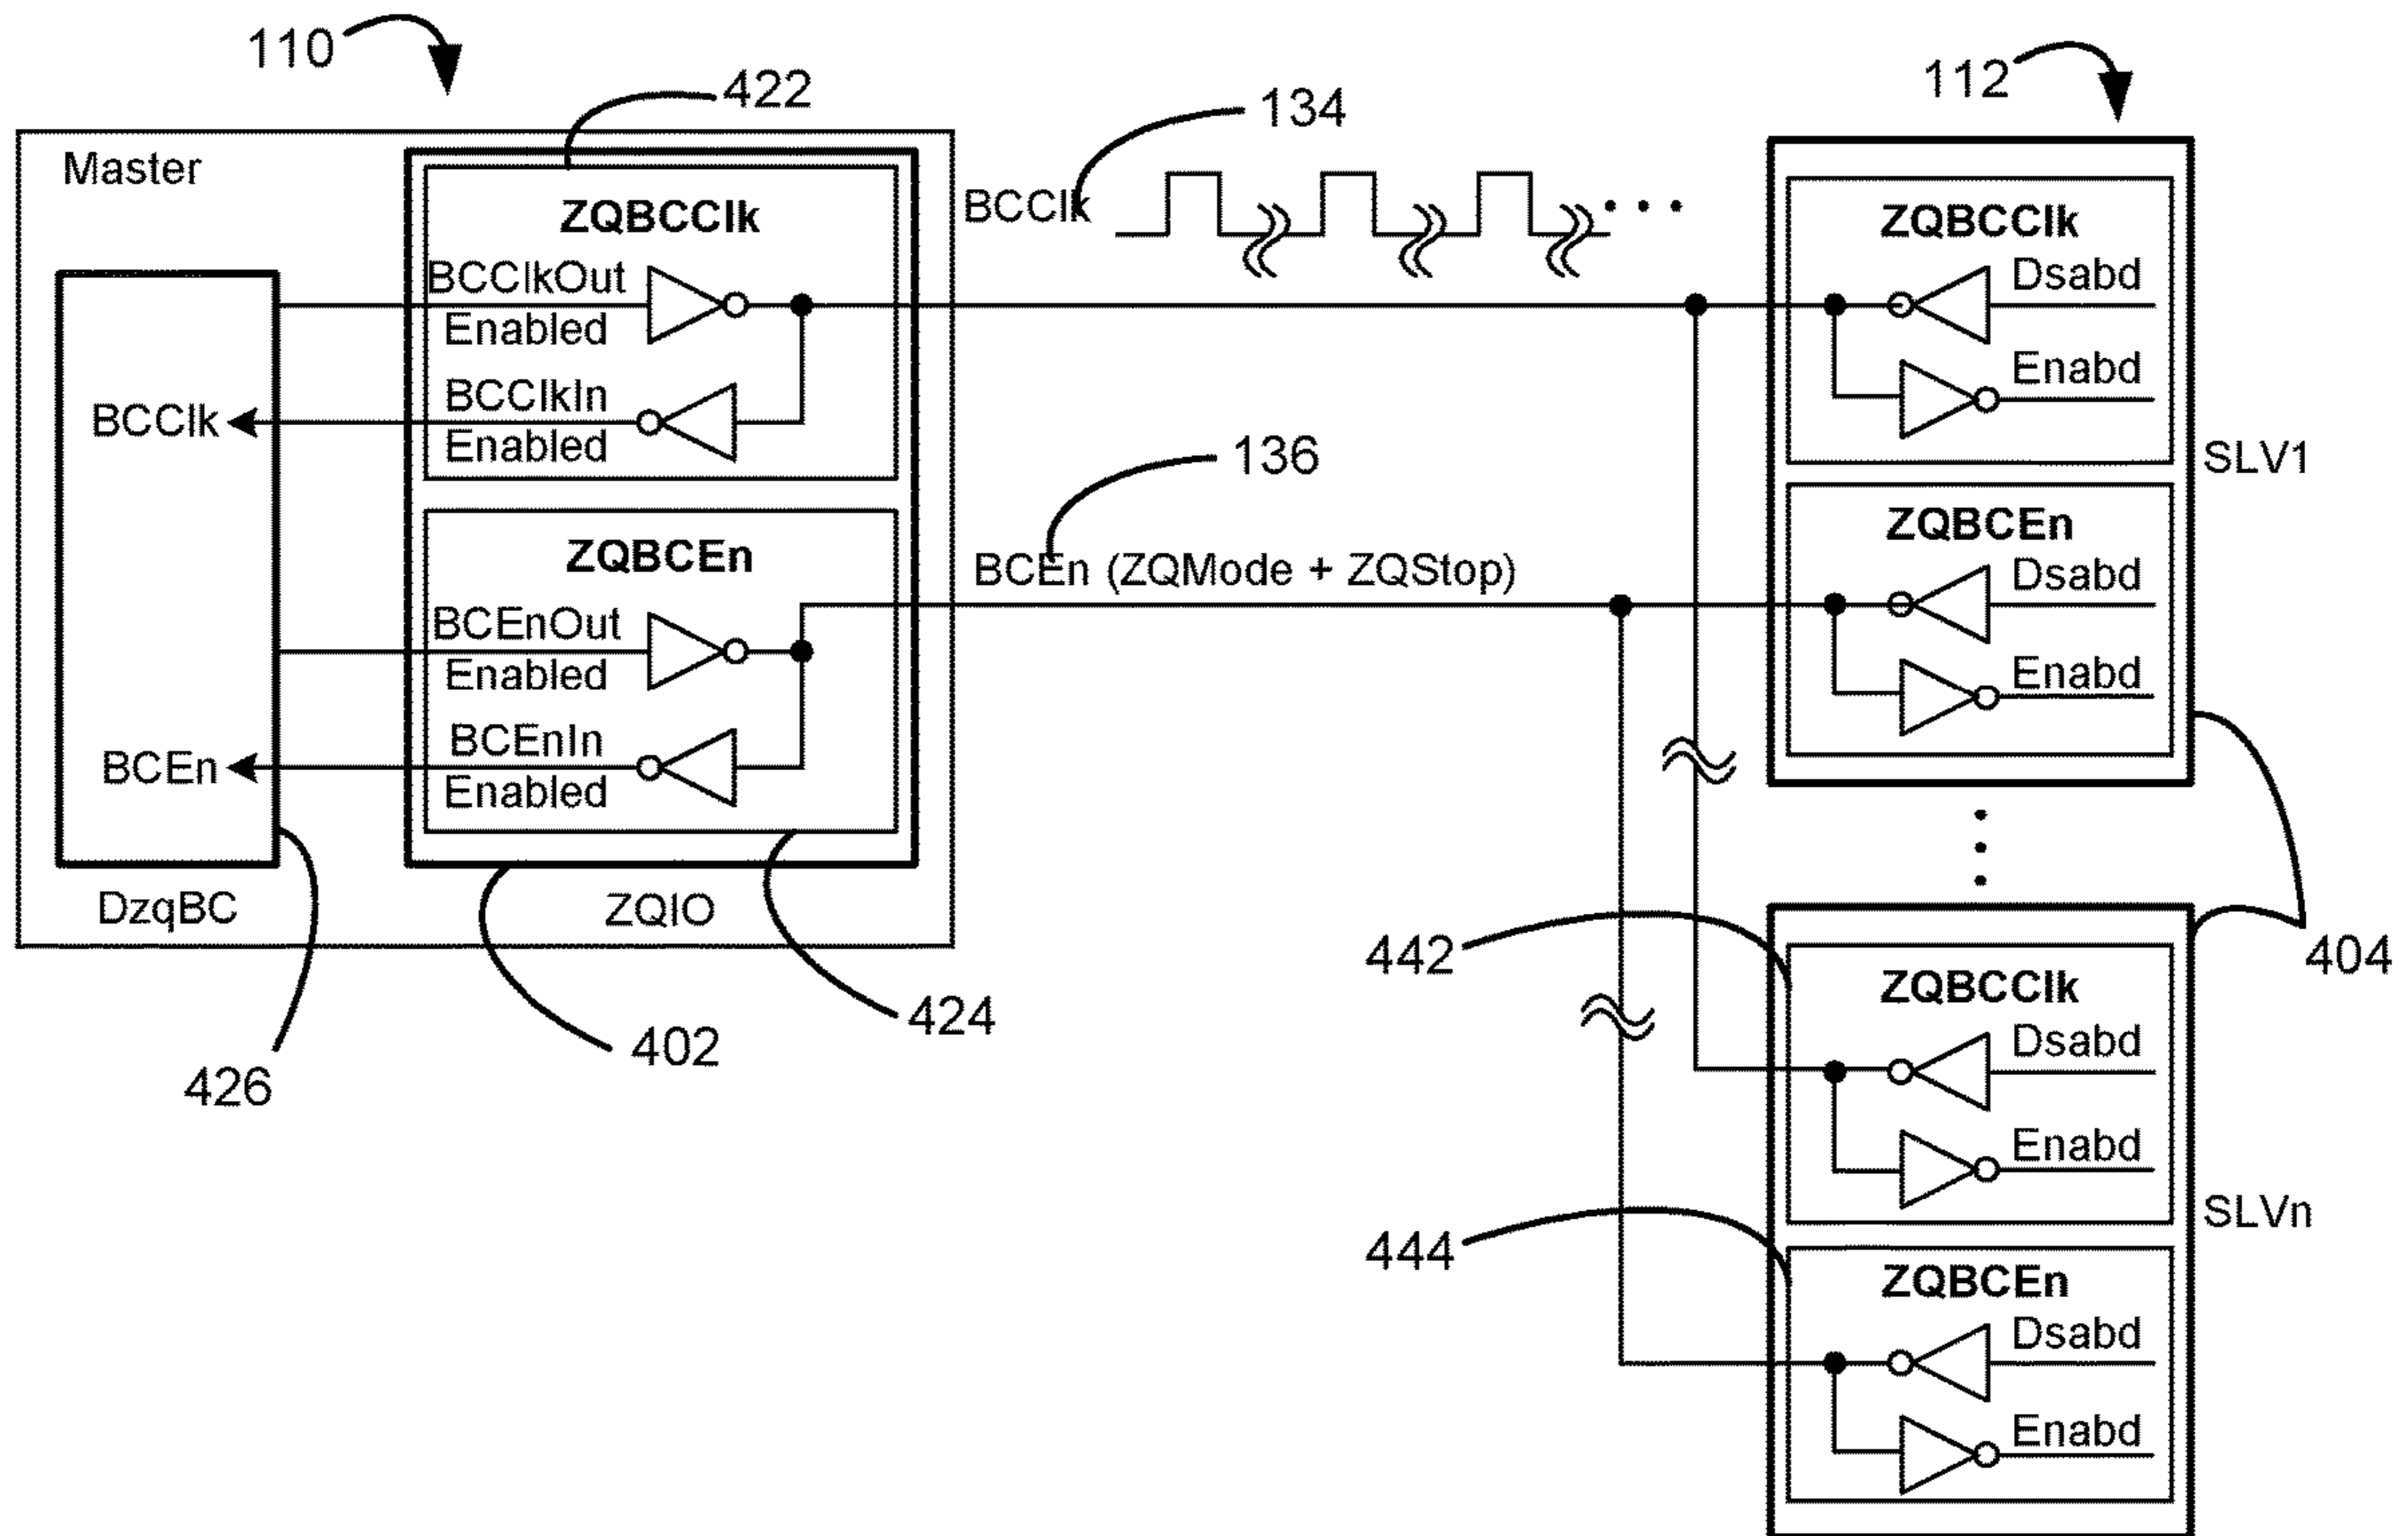 110
422
134
112
Master
ZQBCClk
BCClk
ZQBCClk
BCClkOut
Enabled
Dsabd
BCClk
BCClkIn
Enabled
Enabd
136
SLV1
ZQBCEn
BCEn (ZQMode + ZQStop)
ZQBCEn
Dsabd
BCEnOut
Enabled
Enabd
BCEn
BCEnIn
Enabled
DzqBC
ZQIO
442
404
ZQBCClk
424
402
426
Dsabd
Enabd
SLVn
444
ZQBCEn
Dsabd
Enabd